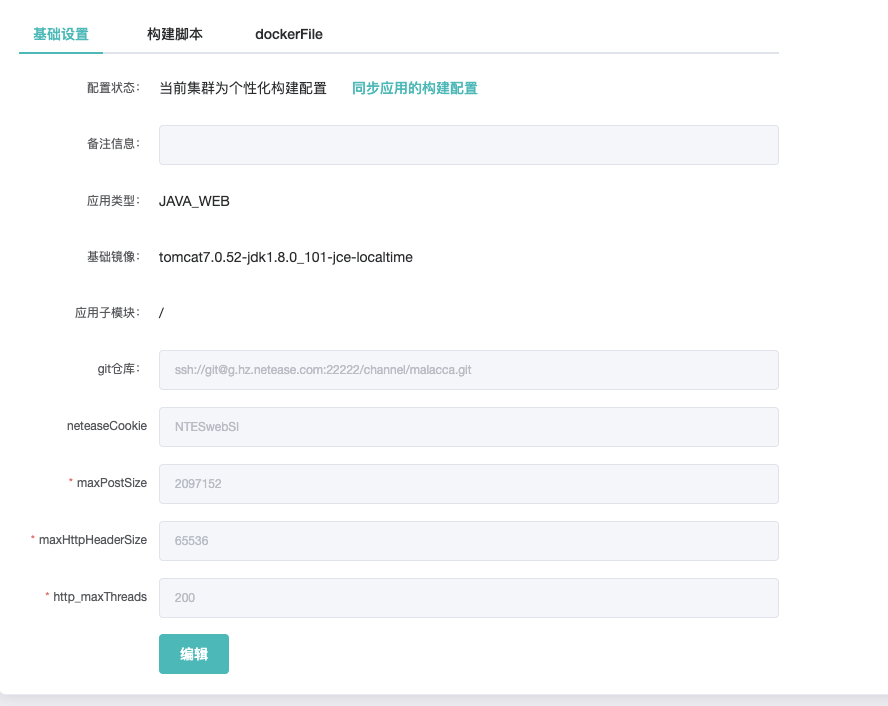 基础设置 构建脚本 dockerFile
配置状态： 当前集群为个性化构建配置 同步应用的构建配置
备注信息：
应用类型： JAVA_WEB
基础镜像： tomcat7.0.52-jdk1.8.0_101-jce-localtime
应用子模块： /
git仓库： ssh://git@g.hz.netease.com:22222/channel/malacca.git
neteaseCookie NTESwebSI
* maxPostSize 2097152
* maxHttpHeaderSize 65536
* http_maxThreads 200
编辑